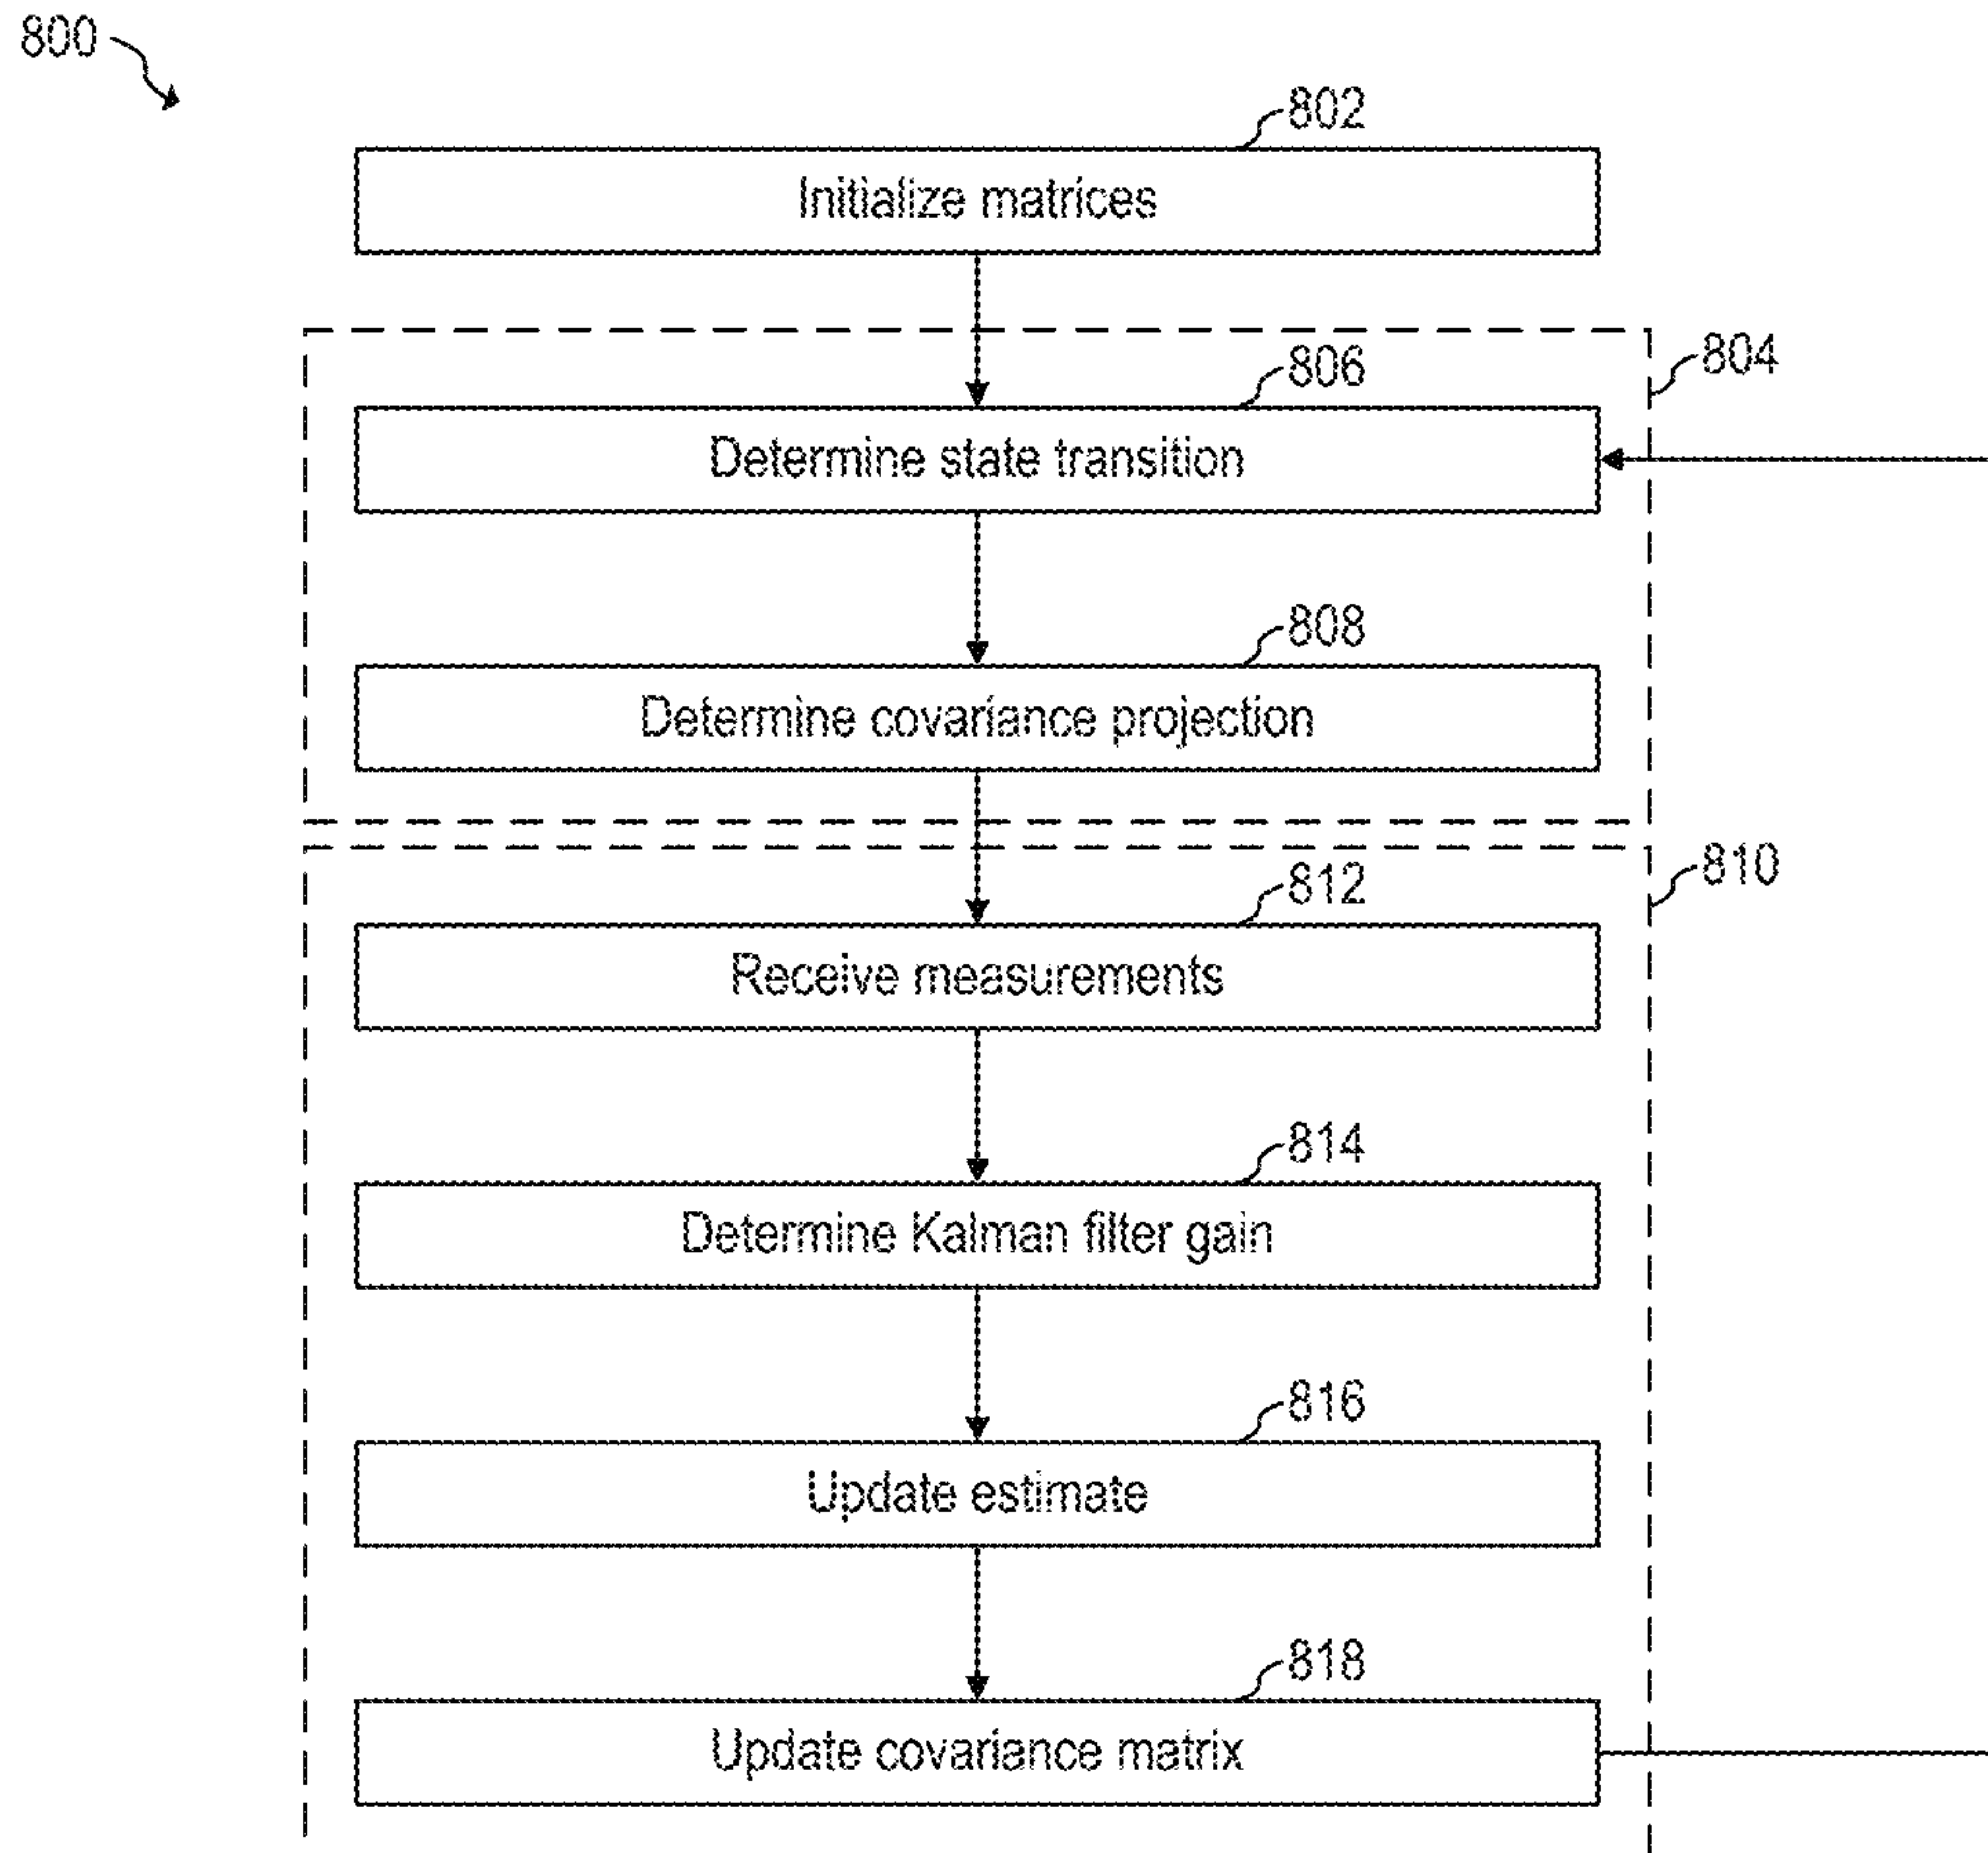 800
802
Initialize matrices
804
806
Determine state transition
808
Determine covariance projection
810
812
Receive measurements
814
Determine Kalman filter gain
816
Update estimate
818
Update covariance matrix